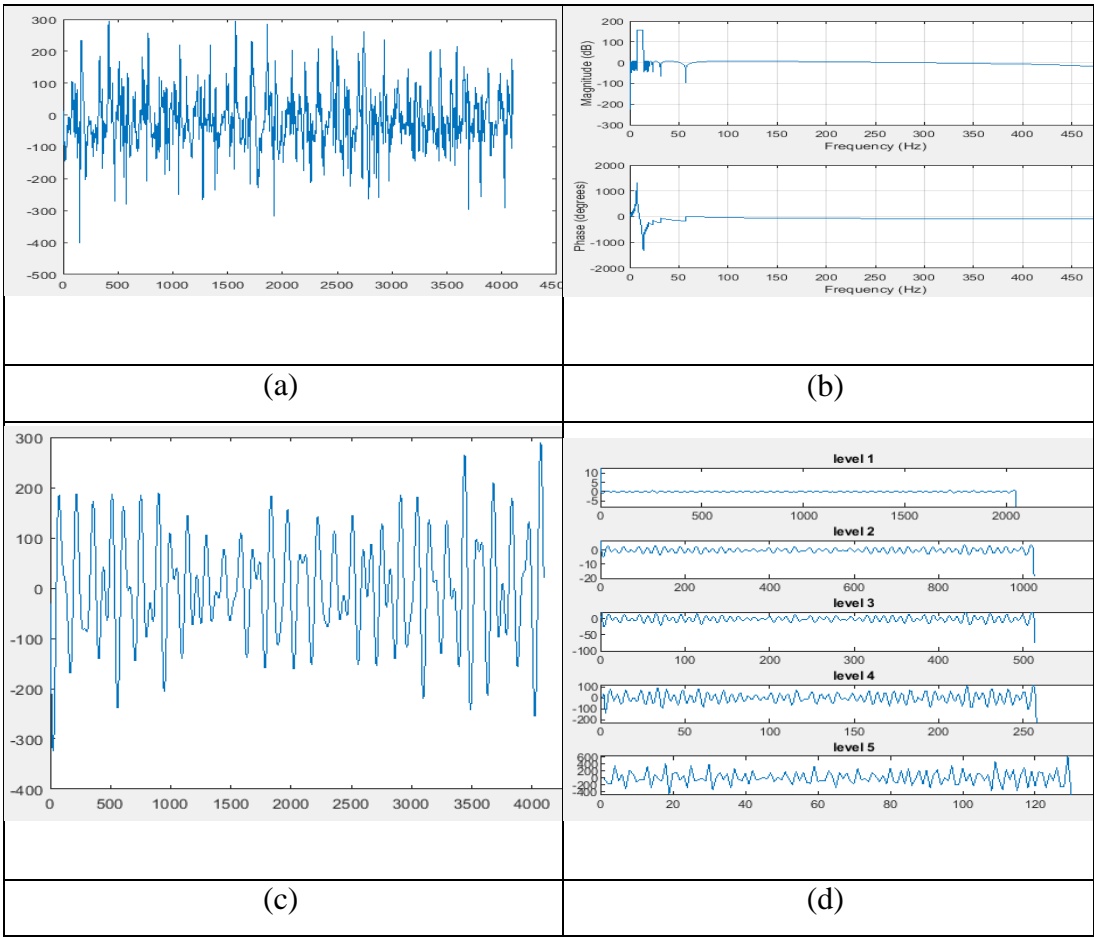 300
200
100
0
-100
-200
-300
-400
-500
0 500 1000 1500 2000 2500 3000 3500 4000 450
200
100
0
-100
-200
-300
Magnitude (dB)
0 50 100 150 200 250 300 350 400 450
Frequency (Hz)
2000
1000
0
-1000
-2000
Phase (degrees)
0 50 100 150 200 250 300 350 400 450
Frequency (Hz)
(a)
(b)
300
200
100
0
-100
-200
-300
-400
0 500 1000 1500 2000 2500 3000 3500 4000
level 1
10
5
0
-5
0 500 1000 1500 2000
level 2
0
-10
-20
0 200 400 600 800 1000
level 3
0
-50
-100
0 100 200 300 400 500
level 4
100
0
-100
-200
0 50 100 150 200 250
level 5
600
400
200
0
-200
-400
0 20 40 60 80 100 120
(c)
(d)